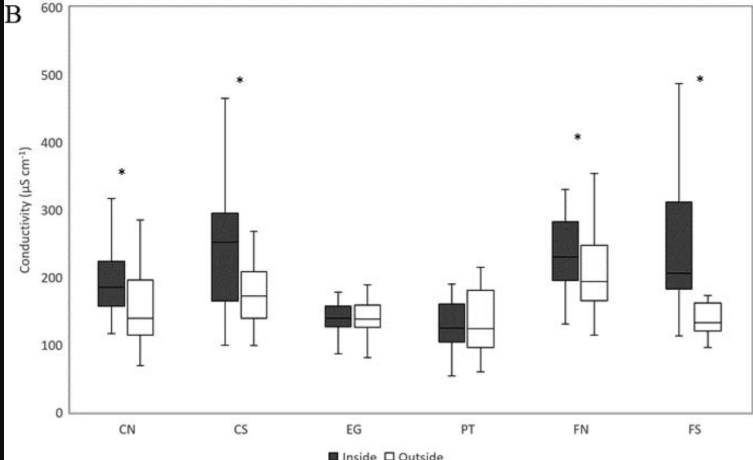 B
600
500
400
300
200
100
0
Conductivity (µS cm⁻¹)
*
*
*
*
CN CS EG PT FN FS
Inside Outside